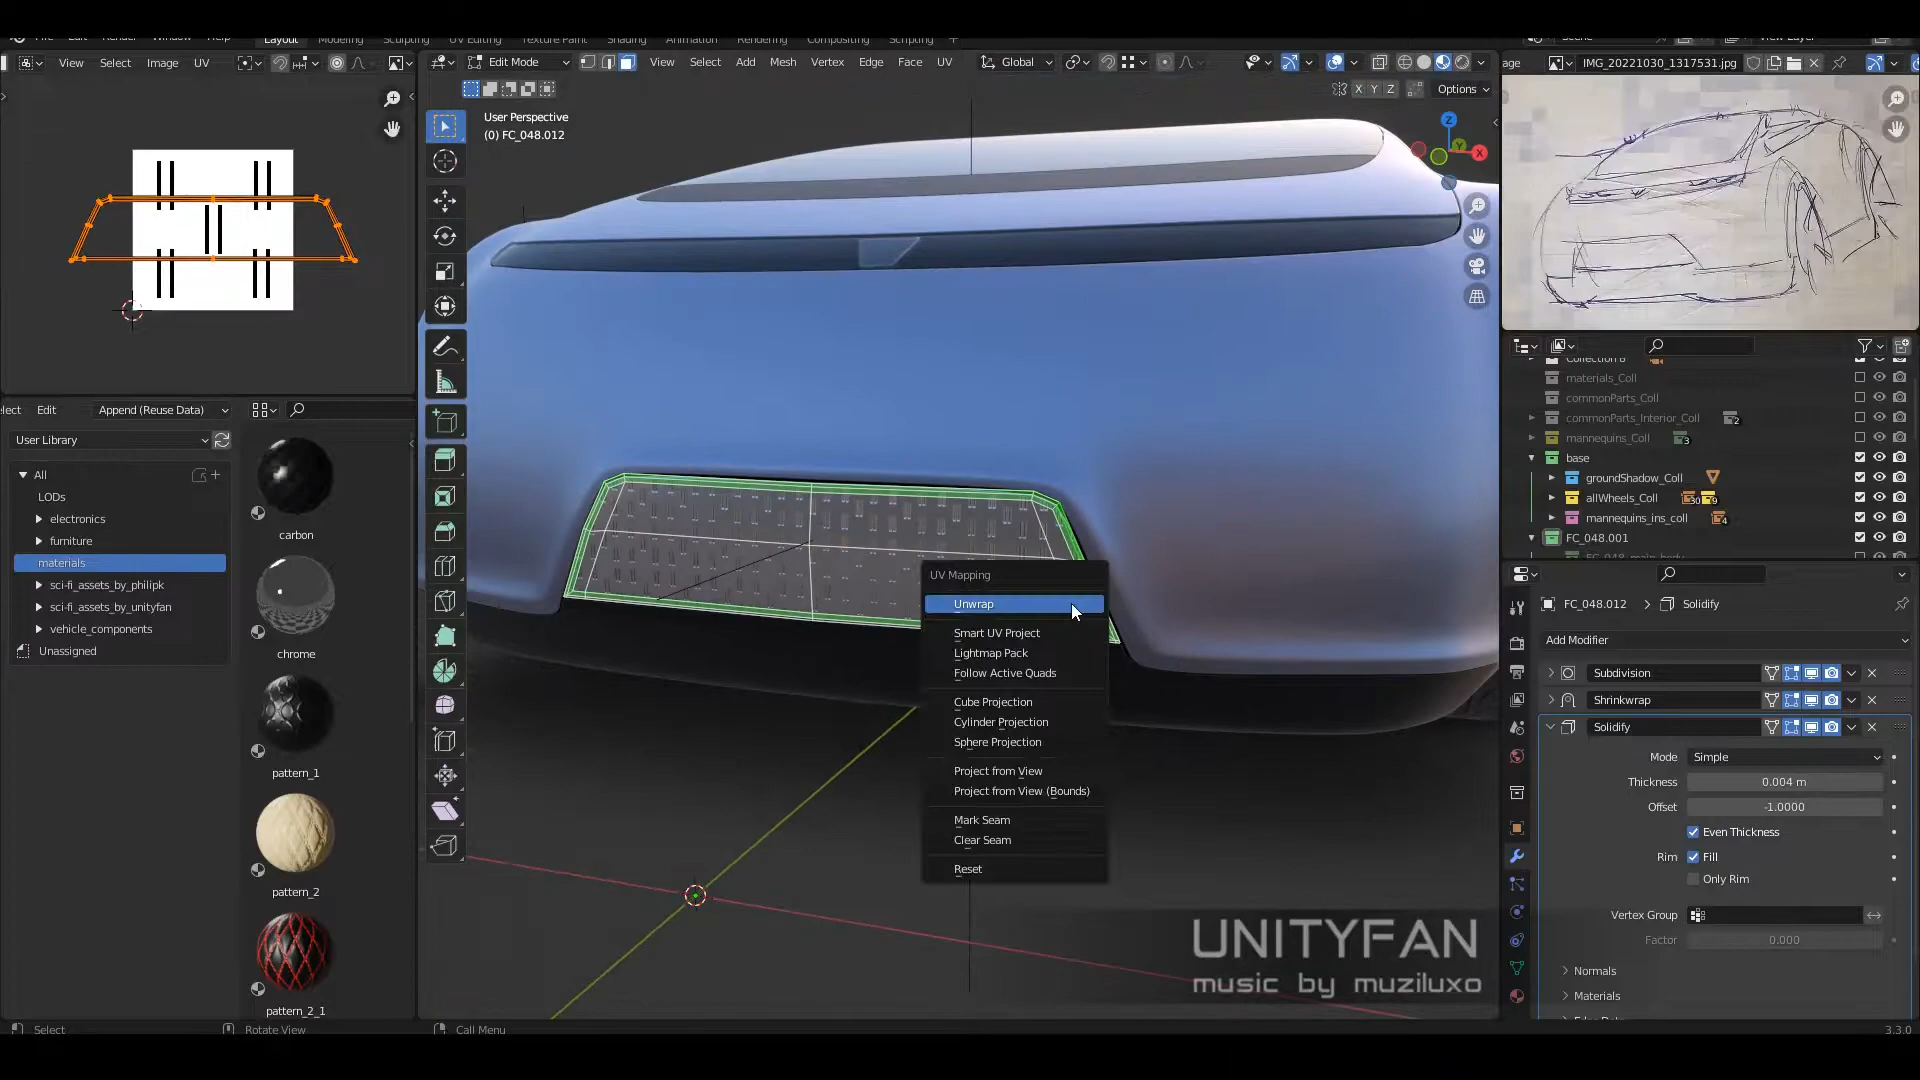 Layout Modeling Sculpting UV Editing Texture Paint Shading Animation Rendering Compositing Scripting
View Select Image UV
Edit Mode View Select Add Mesh Vertex Edge Face UV Global
IMG_20221030_1317531.jpg
X Y Z Options
User Perspective
(0) FC_048.012
Z
Y
X
materials_Coll
commonParts_Coll
commonParts_Interior_Coll 2
mannequins_Coll 3
base
groundShadow_Coll
allWheels_Coll 30 9
mannequins_ins_coll 4
FC_048.001
Edit Append (Reuse Data)
User Library
All
LODs
electronics
furniture
materials
sci-fi_assets_by_philipk
sci-fi_assets_by_unityfan
vehicle_components
Unassigned
carbon
chrome
pattern_1
pattern_2
pattern_2_1
UV Mapping
Unwrap
Smart UV Project
Lightmap Pack
Follow Active Quads
Cube Projection
Cylinder Projection
Sphere Projection
Project from View
Project from View (Bounds)
Mark Seam
Clear Seam
Reset
FC_048.012 Solidify
Add Modifier
Subdivision
Shrinkwrap
Solidify
Mode Simple
Thickness 0.004 m
Offset -1.0000
Even Thickness
Rim Fill
Only Rim
Vertex Group
Factor 0.000
Normals
Materials
UNITYFAN
music by muziluxo
Select Rotate View Call Menu
3.3.0